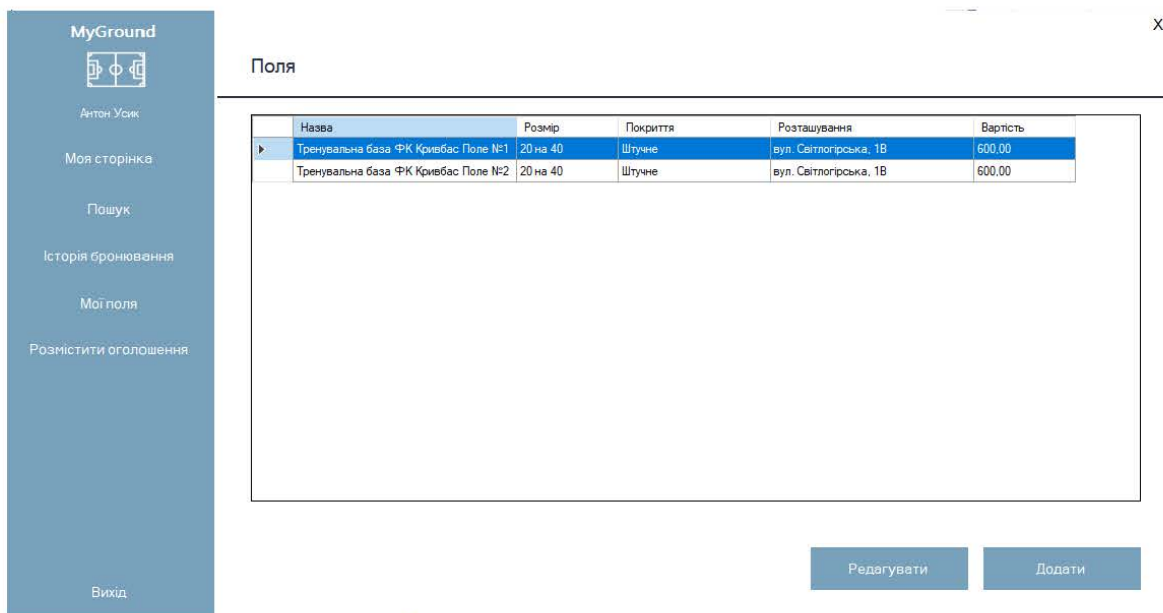 MyGround
Антон Усик
Моя сторінка
Пошук
Історія бронювання
Мої поля
Розмістити оголошення
Вихід
X
Поля
Назва Розмір Покриття Розташування Вартість
Тренувальна база ФК Кривбас Поле №1 20 на 40 Штучне вул. Світлогірська, 1В 600,00
Тренувальна база ФК Кривбас Поле №2 20 на 40 Штучне вул. Світлогірська, 1В 600,00
Редагувати Додати